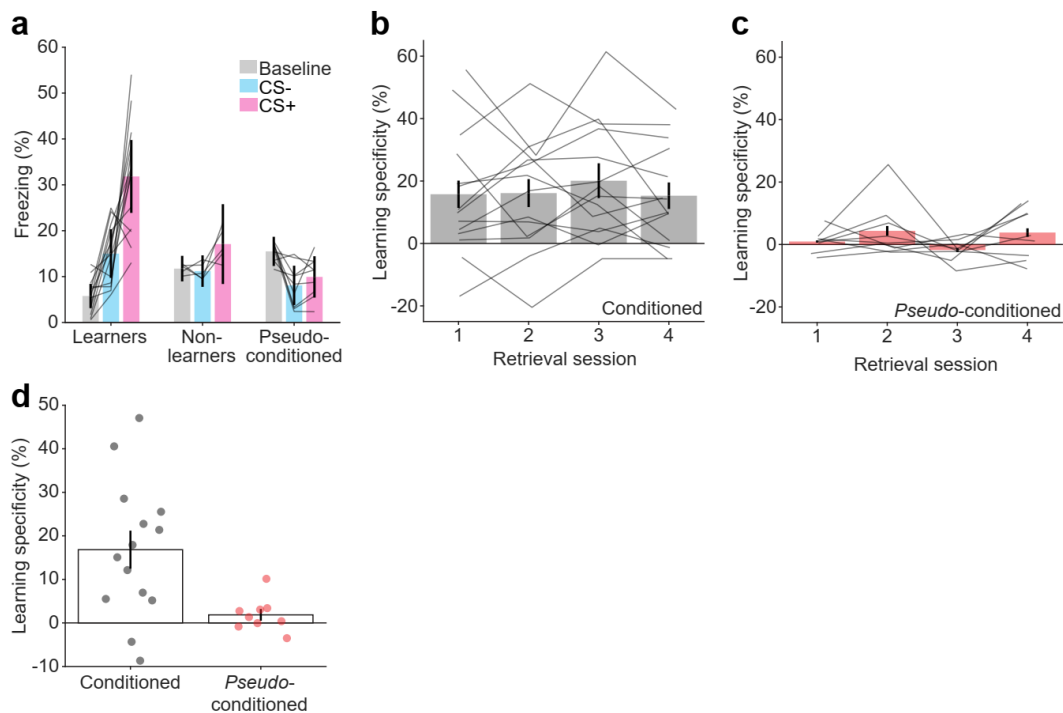 a
60
50
40
30
20
10
0
Freezing (%)
Baseline
CS-
CS+
Learners
Non-
learners
Pseudo-
conditioned
b
60
40
20
0
-20
Learning specificity (%)
Conditioned
1 2 3 4
Retrieval session
c
60
40
20
0
-20
Learning specificity (%)
Pseudo-conditioned
1 2 3 4
Retrieval session
d
50
40
30
20
10
0
-10
Learning specificity (%)
Conditioned
Pseudo-
conditioned